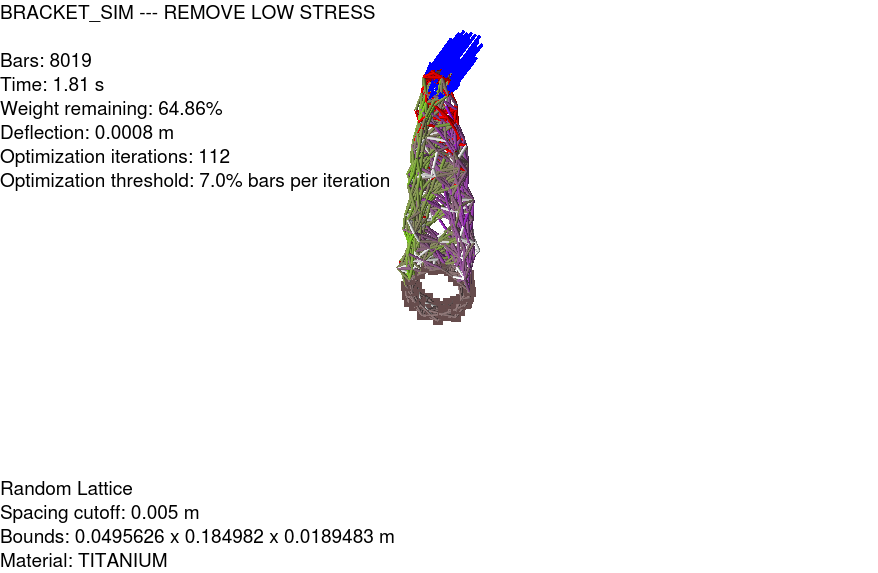 BRACKET_SIM --- REMOVE LOW STRESS
Bars: 8019
Time: 1.81 s
Weight remaining: 64.86%
Deflection: 0.0008 m
Optimization iterations: 112
Optimization threshold: 7.0% bars per iteration
Random Lattice
Spacing cutoff: 0.005 m
Bounds: 0.0495626 x 0.184982 x 0.0189483 m
Material: TITANIUM